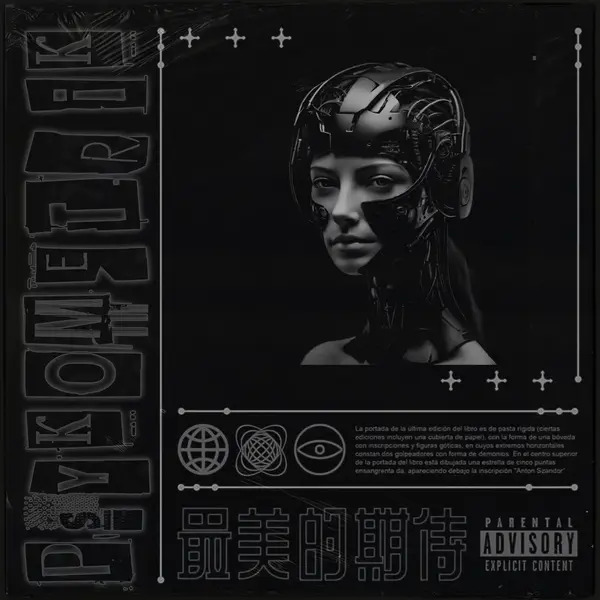 PSYKOMETRiK
La portada de la última edición del libro es de pasta rígida (ciertas
ediciones incluyen una cubierta de papel), con la forma de una bóveda
con inscripciones y figuras góticas, en cuyos extremos horizontales
constan dos golpeadores con forma de demonios. En el centro superior
de la portada del libro está dibujada una estrella de cinco puntas
ensangrenta da, apareciendo debajo la inscripción "Anton Szandor"
最美的期待
PARENTAL
ADVISORY
EXPLICIT CONTENT